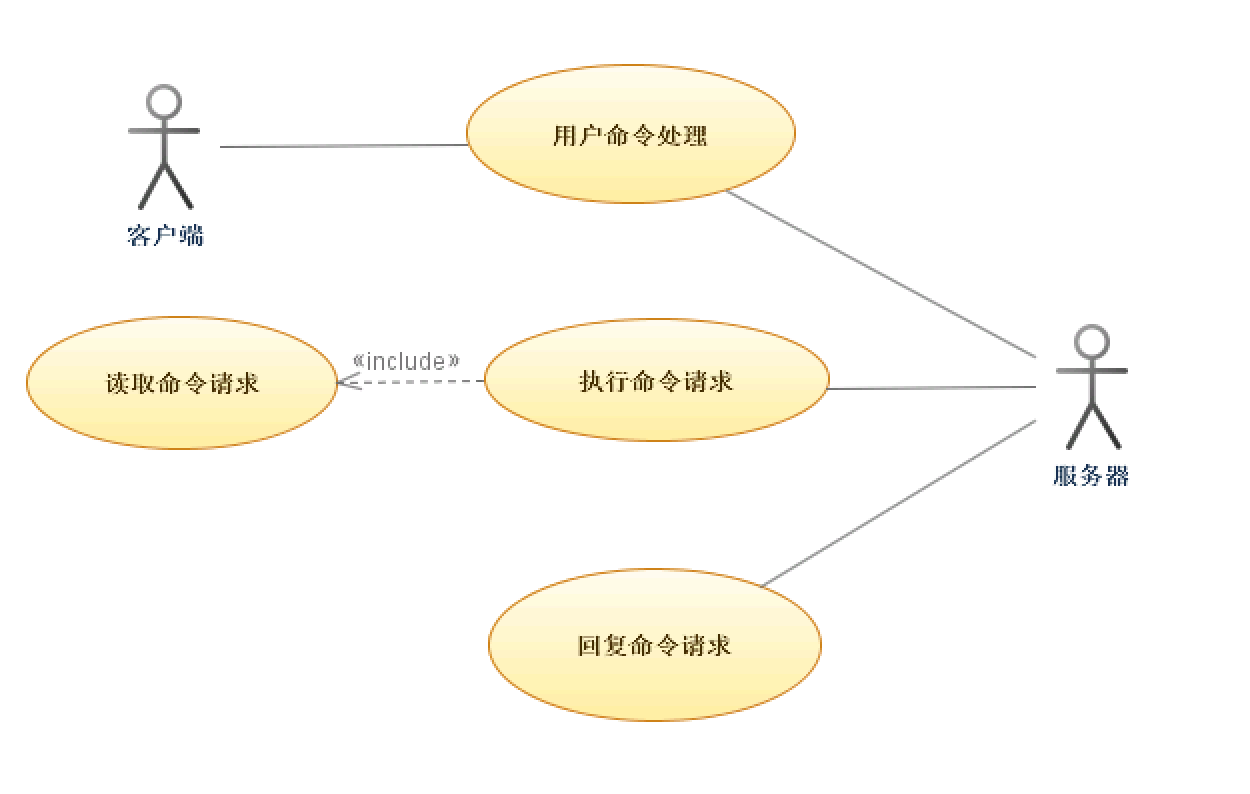 用户命令处理
客户端
«include»
读取命令请求
执行命令请求
服务器
回复命令请求